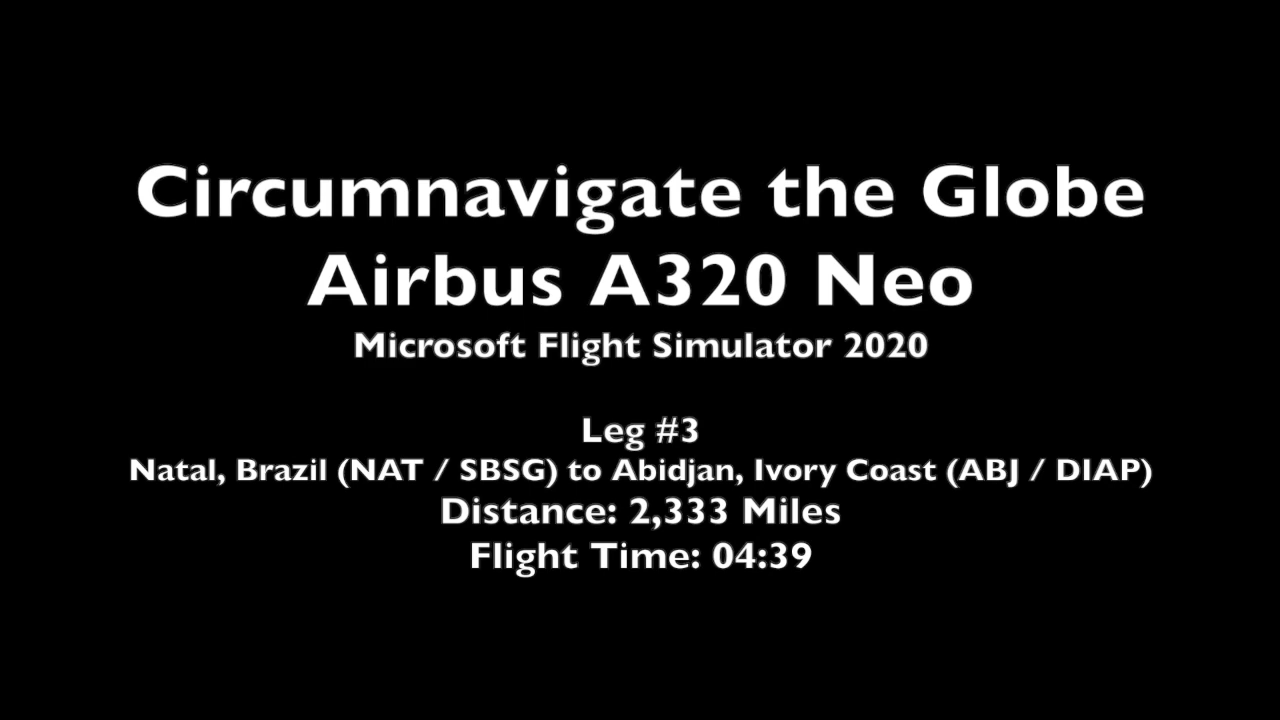 Circumnavigate the Globe
Airbus A320 Neo
Microsoft Flight Simulator 2020
Leg #3
Natal, Brazil (NAT / SBSG) to Abidjan, Ivory Coast (ABJ / DIAP)
Distance: 2,333 Miles
Flight Time: 04:39